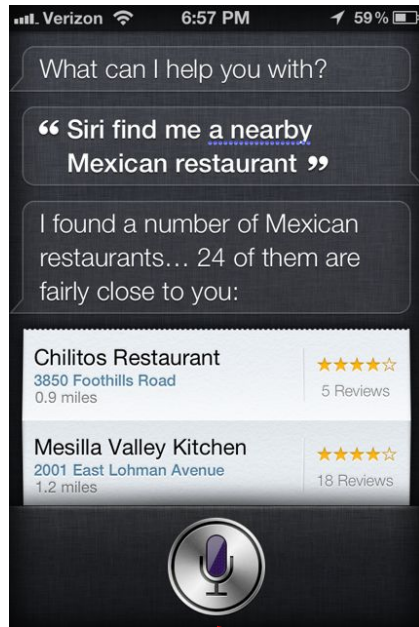 Verizon 6:57 PM 59%
What can I help you with?
“ Siri find me a nearby
Mexican restaurant ”
I found a number of Mexican
restaurants... 24 of them are
fairly close to you:
Chilitos Restaurant
3850 Foothills Road
0.9 miles
5 Reviews
Mesilla Valley Kitchen
2001 East Lohman Avenue
1.2 miles
18 Reviews